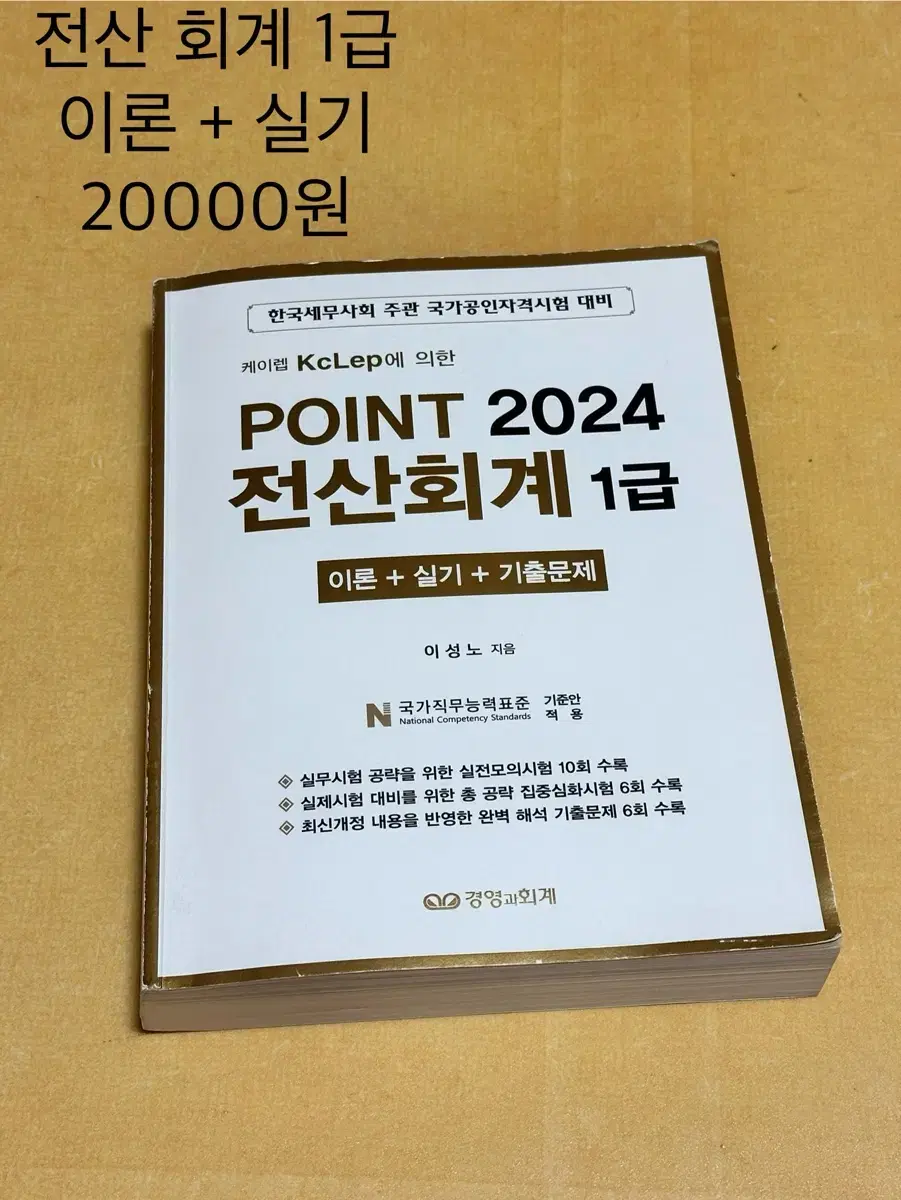 전산 회계 1급
이론 + 실기
20000원
한국세무사회 주관 국가공인자격시험 대비
케이렙 KcLep에 의한
POINT 2024
전산회계 1급
이론 + 실기 + 기출문제
이성노 지음
국가직무능력표준 기준안
National Competency Standards 적 용
실무시험 공략을 위한 실전모의시험 10회 수록
실제시험 대비를 위한 총 공략 집중심화시험 6회 수록
최신개정 내용을 반영한 완벽 해석 기출문제 6회 수록
경영과회계